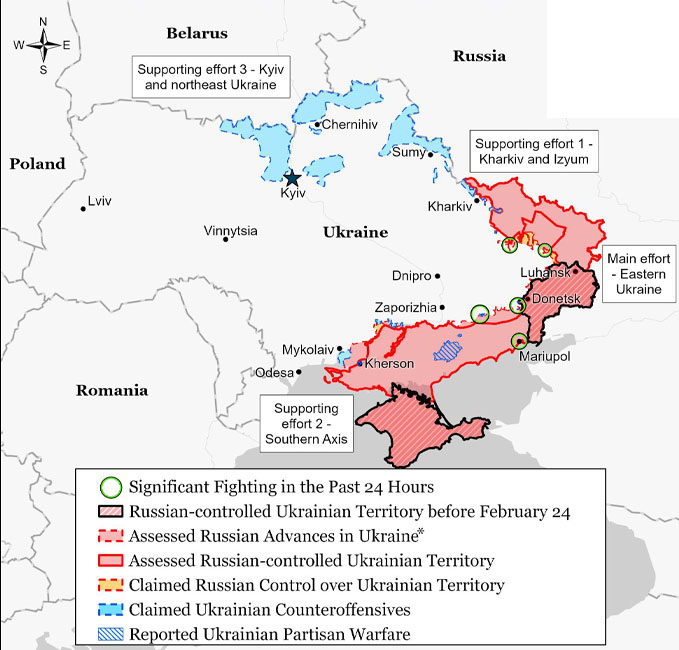 N
W
E
S
Belarus
Russia
Supporting effort 3 - Kyiv
and northeast Ukraine
Chernihiv
Supporting effort 1 -
Kharkiv and Izyum
Sumy
Poland
Kyiv
Lviv
Kharkiv
Vinnytsia
Ukraine
Main effort
- Eastern
Ukraine
Luhansk
Dnipro
Donetsk
Zaporizhia
Mykolaiv
Mariupol
Kherson
Odesa
Romania
Supporting
effort 2 -
Southern Axis
Significant Fighting in the Past 24 Hours
Russian-controlled Ukrainian Territory before February 24
Assessed Russian Advances in Ukraine*
Assessed Russian-controlled Ukrainian Territory
Claimed Russian Control over Ukrainian Territory
Claimed Ukrainian Counteroffensives
Reported Ukrainian Partisan Warfare